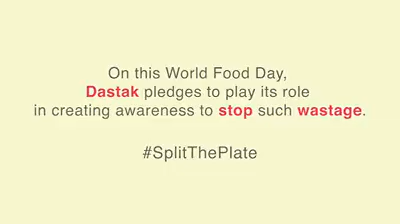 On this World Food Day,
Dastak pledges to play its role
in creating awareness to stop such wastage.
#SplitThePlate